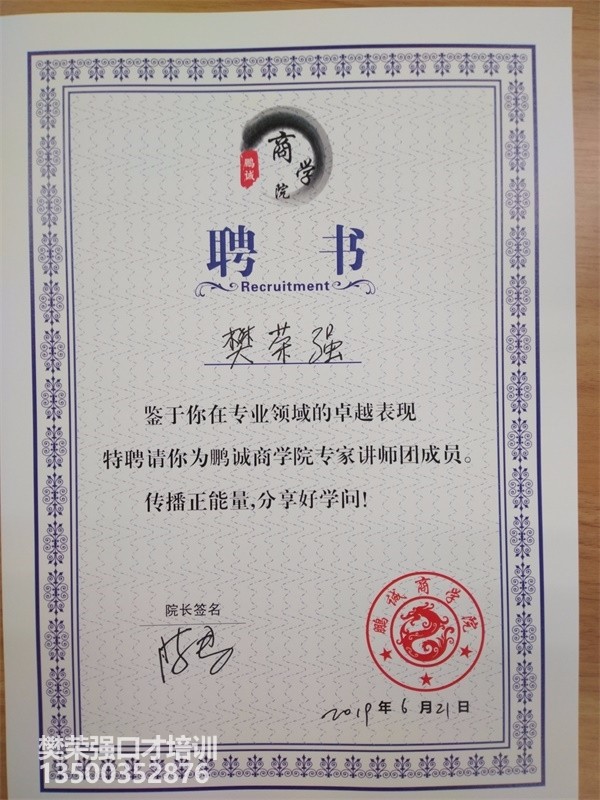 商学院
鹏诚
聘 书
Recruitment
樊荣强
鉴于你在专业领域的卓越表现
特聘请你为鹏诚商学院专家讲师团成员。
传播正能量,分享好学问!
院长签名
鹏诚商学院
2019年6月21日
樊荣强口才培训
13500352876